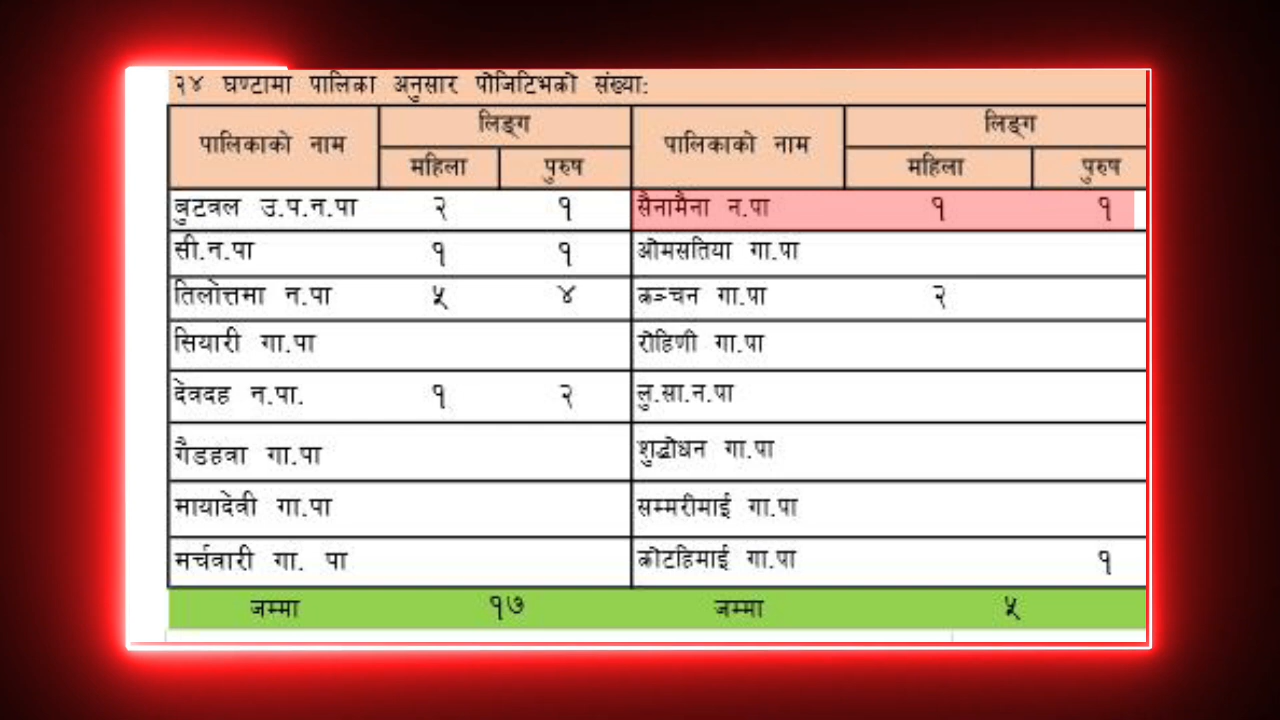 २४ घण्टामा पालिका अनुसार पोजिटिभको संख्या:
पालिकाको नाम लिङ्ग पालिकाको नाम लिङ्ग
महिला पुरुष महिला पुरुष
बुटवल उ.प.न.पा २ १ सैनामैना न.पा १ १
सी.न.पा १ १ ओमसतिया गा.पा
तिलोत्तमा न.पा ५ ४ कञ्चन गा.पा २
सियारी गा.पा रोहिणी गा.पा
देवदह न.पा. १ २ लु.सा.न.पा
गैडहवा गा.पा शुद्धोधन गा.पा
मायादेवी गा.पा सम्मरीमाई गा.पा
मर्चवारी गा. पा कोटहिमाई गा.पा १
जम्मा १७ जम्मा ५